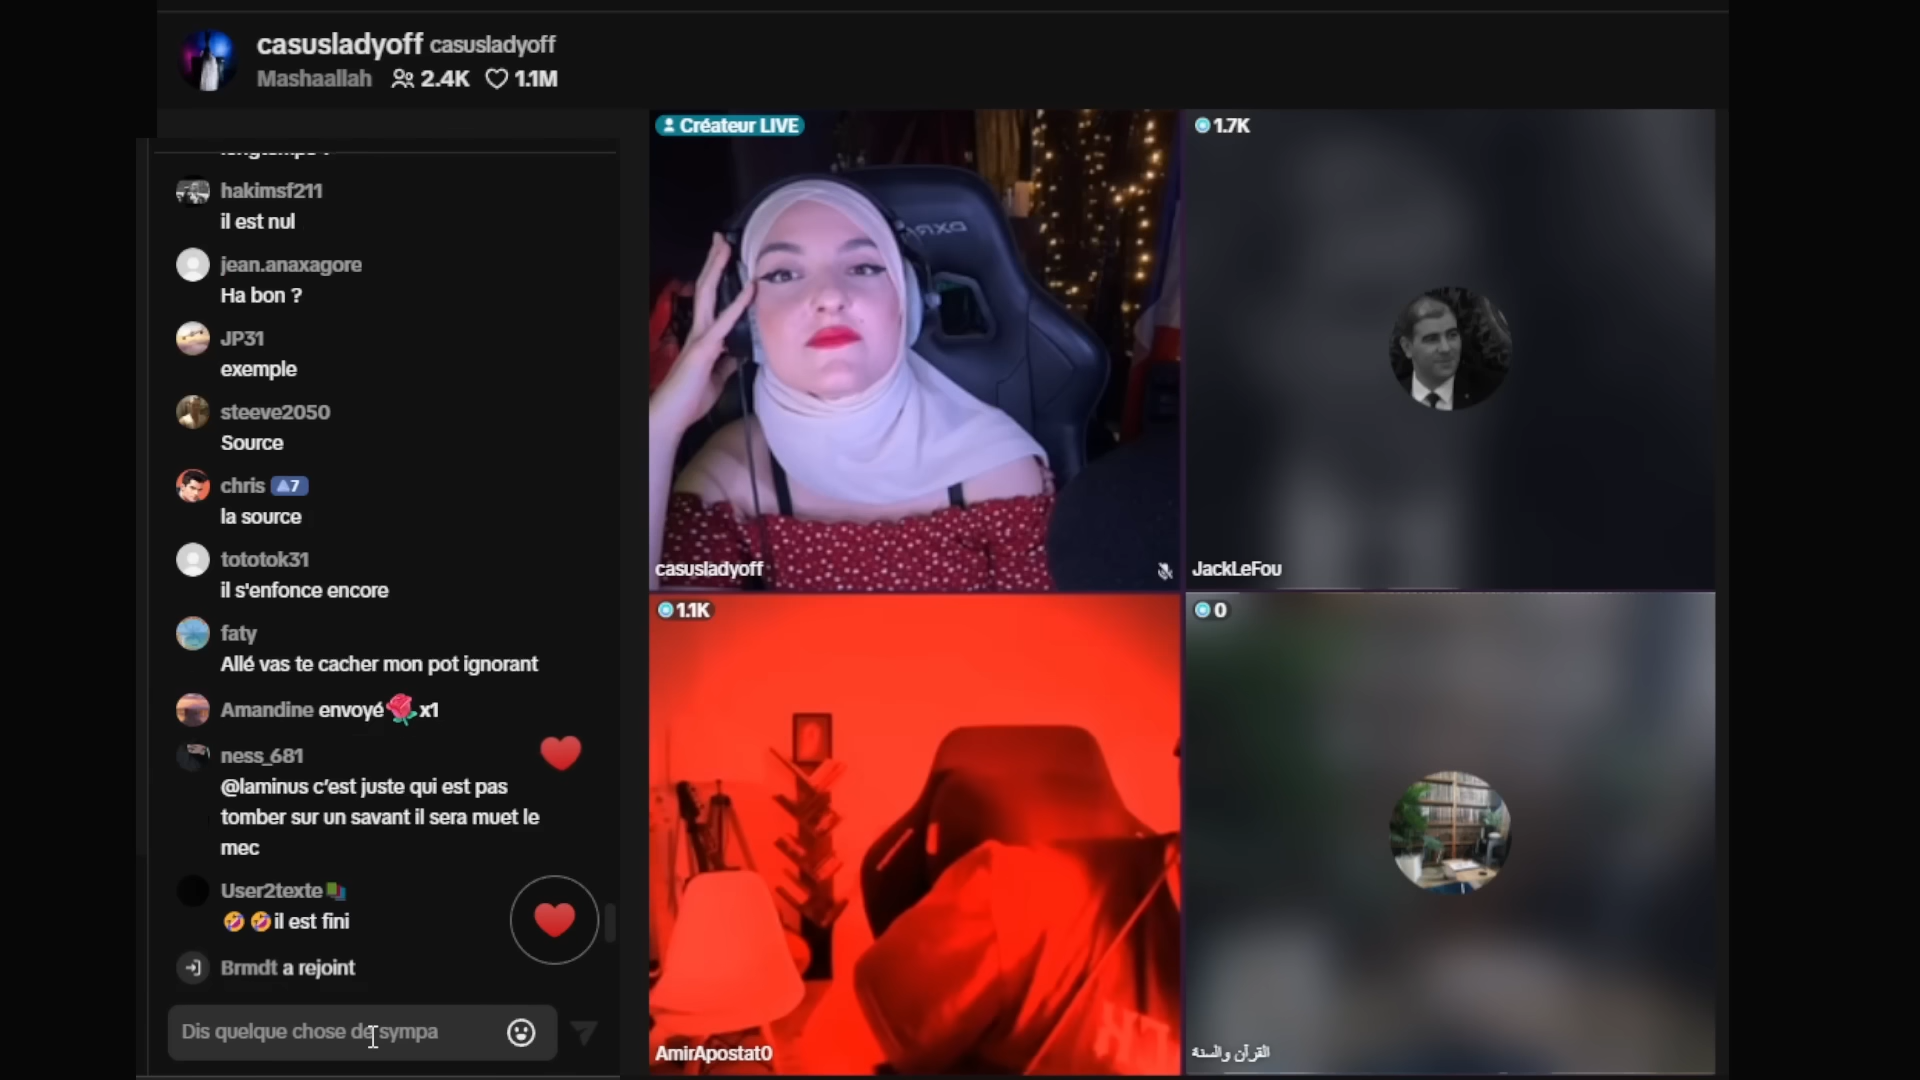 casusladyoff casusladyoff
Mashaallah 2.4K 1.1M
hakimsf211
il est nul
jean.anaxagore
Ha bon ?
JP31
exemple
steeve2050
Source
chris 7
la source
tototok31
il s'enfonce encore
faty
Allé vas te cacher mon pot ignorant
Amandine envoyé x1
ness_681
@laminus c'est juste qui est pas
tomber sur un savant il sera muet le
mec
User2texte
🤣🤣il est fini
Brmdt a rejoint
Dis quelque chose de sympa
Créateur LIVE
casusladyoff
1.7K
JackLeFou
1.1K
AmirApostat0
0
القرآن والسنة